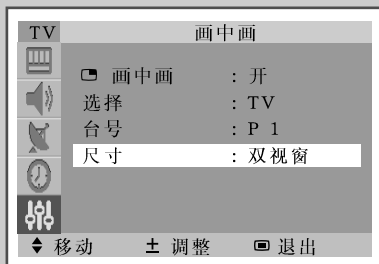 TV 画中画
画中画 : 开
选择 : TV
台号 : P 1
尺寸 : 双视窗
移动 ± 调整 退出